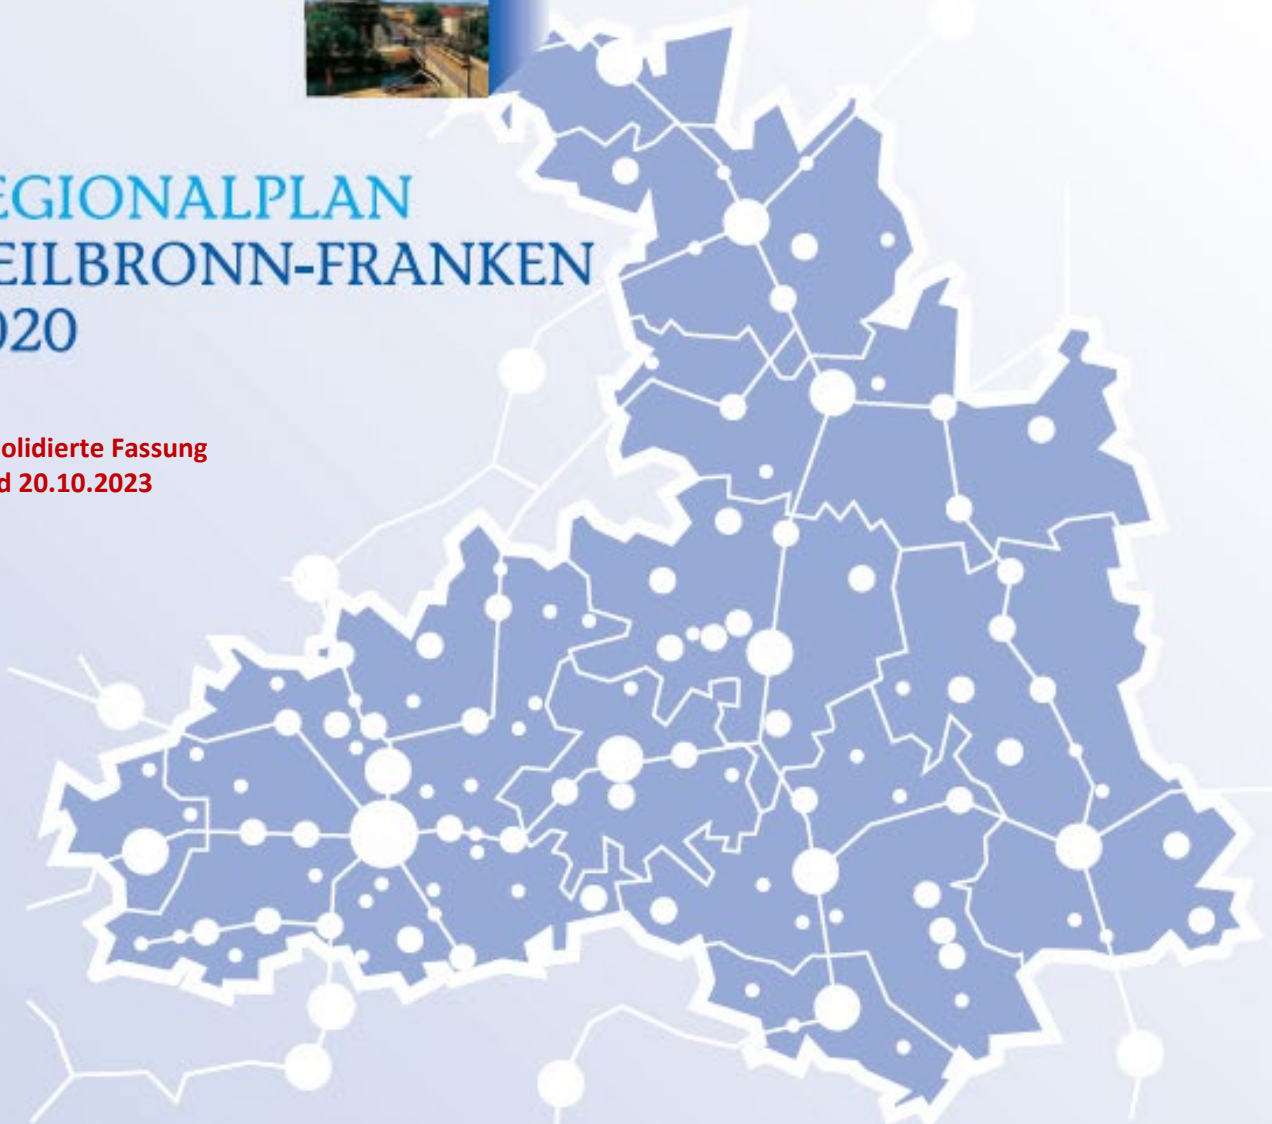 EGIONALPLAN
EILBRONN-FRANKEN
020
olidierte Fassung
d 20.10.2023